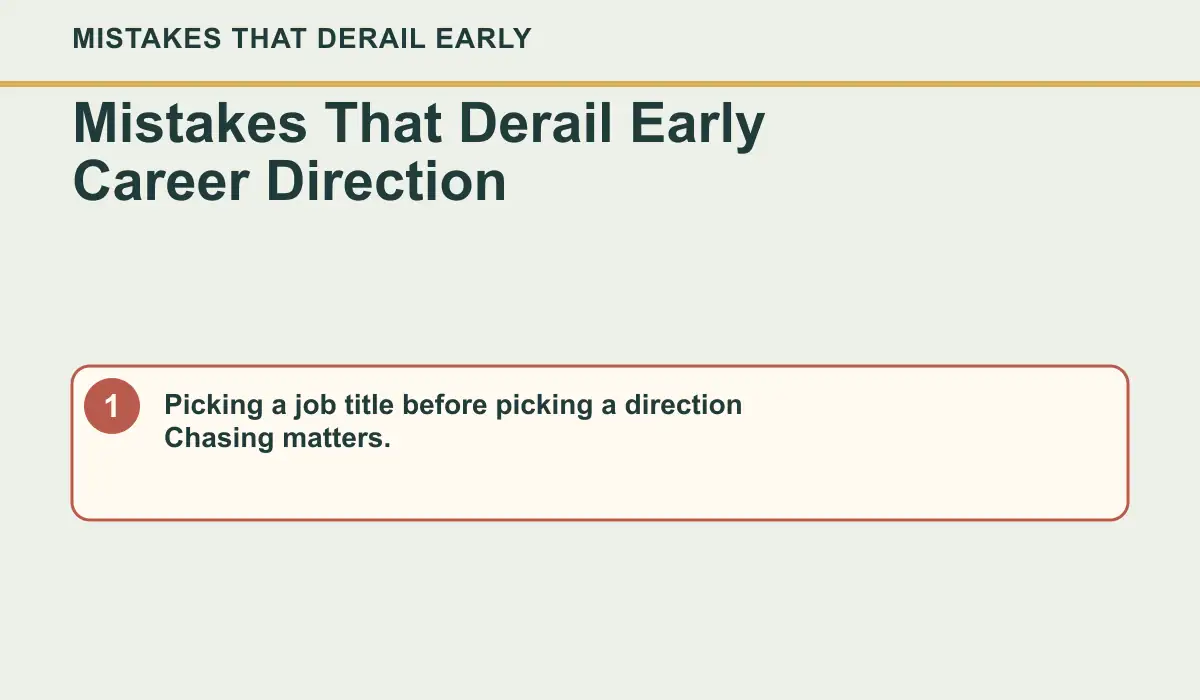 MISTAKES THAT DERAIL EARLY
Mistakes That Derail Early
Career Direction
1
Picking a job title before picking a direction
Chasing matters.